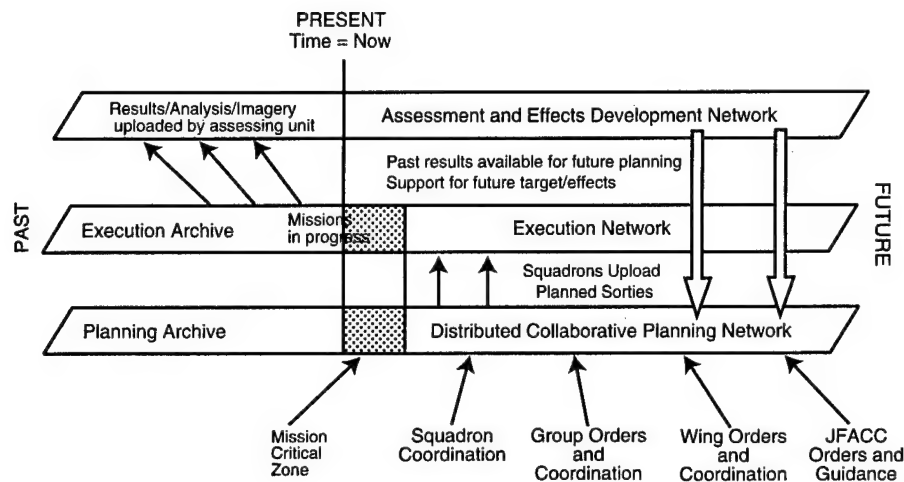 PRESENT
Time = Now
Results/Analysis/Imagery
uploaded by assessing unit
Assessment and Effects Development Network
Past results available for future planning
Support for future target/effects
PAST
FUTURE
Execution Archive
Missions
in progress
Execution Network
Squadrons Upload
Planned Sorties
Planning Archive
Distributed Collaborative Planning Network
Mission
Critical
Zone
Squadron
Coordination
Group Orders
and
Coordination
Wing Orders
and
Coordination
JFACC
Orders and
Guidance